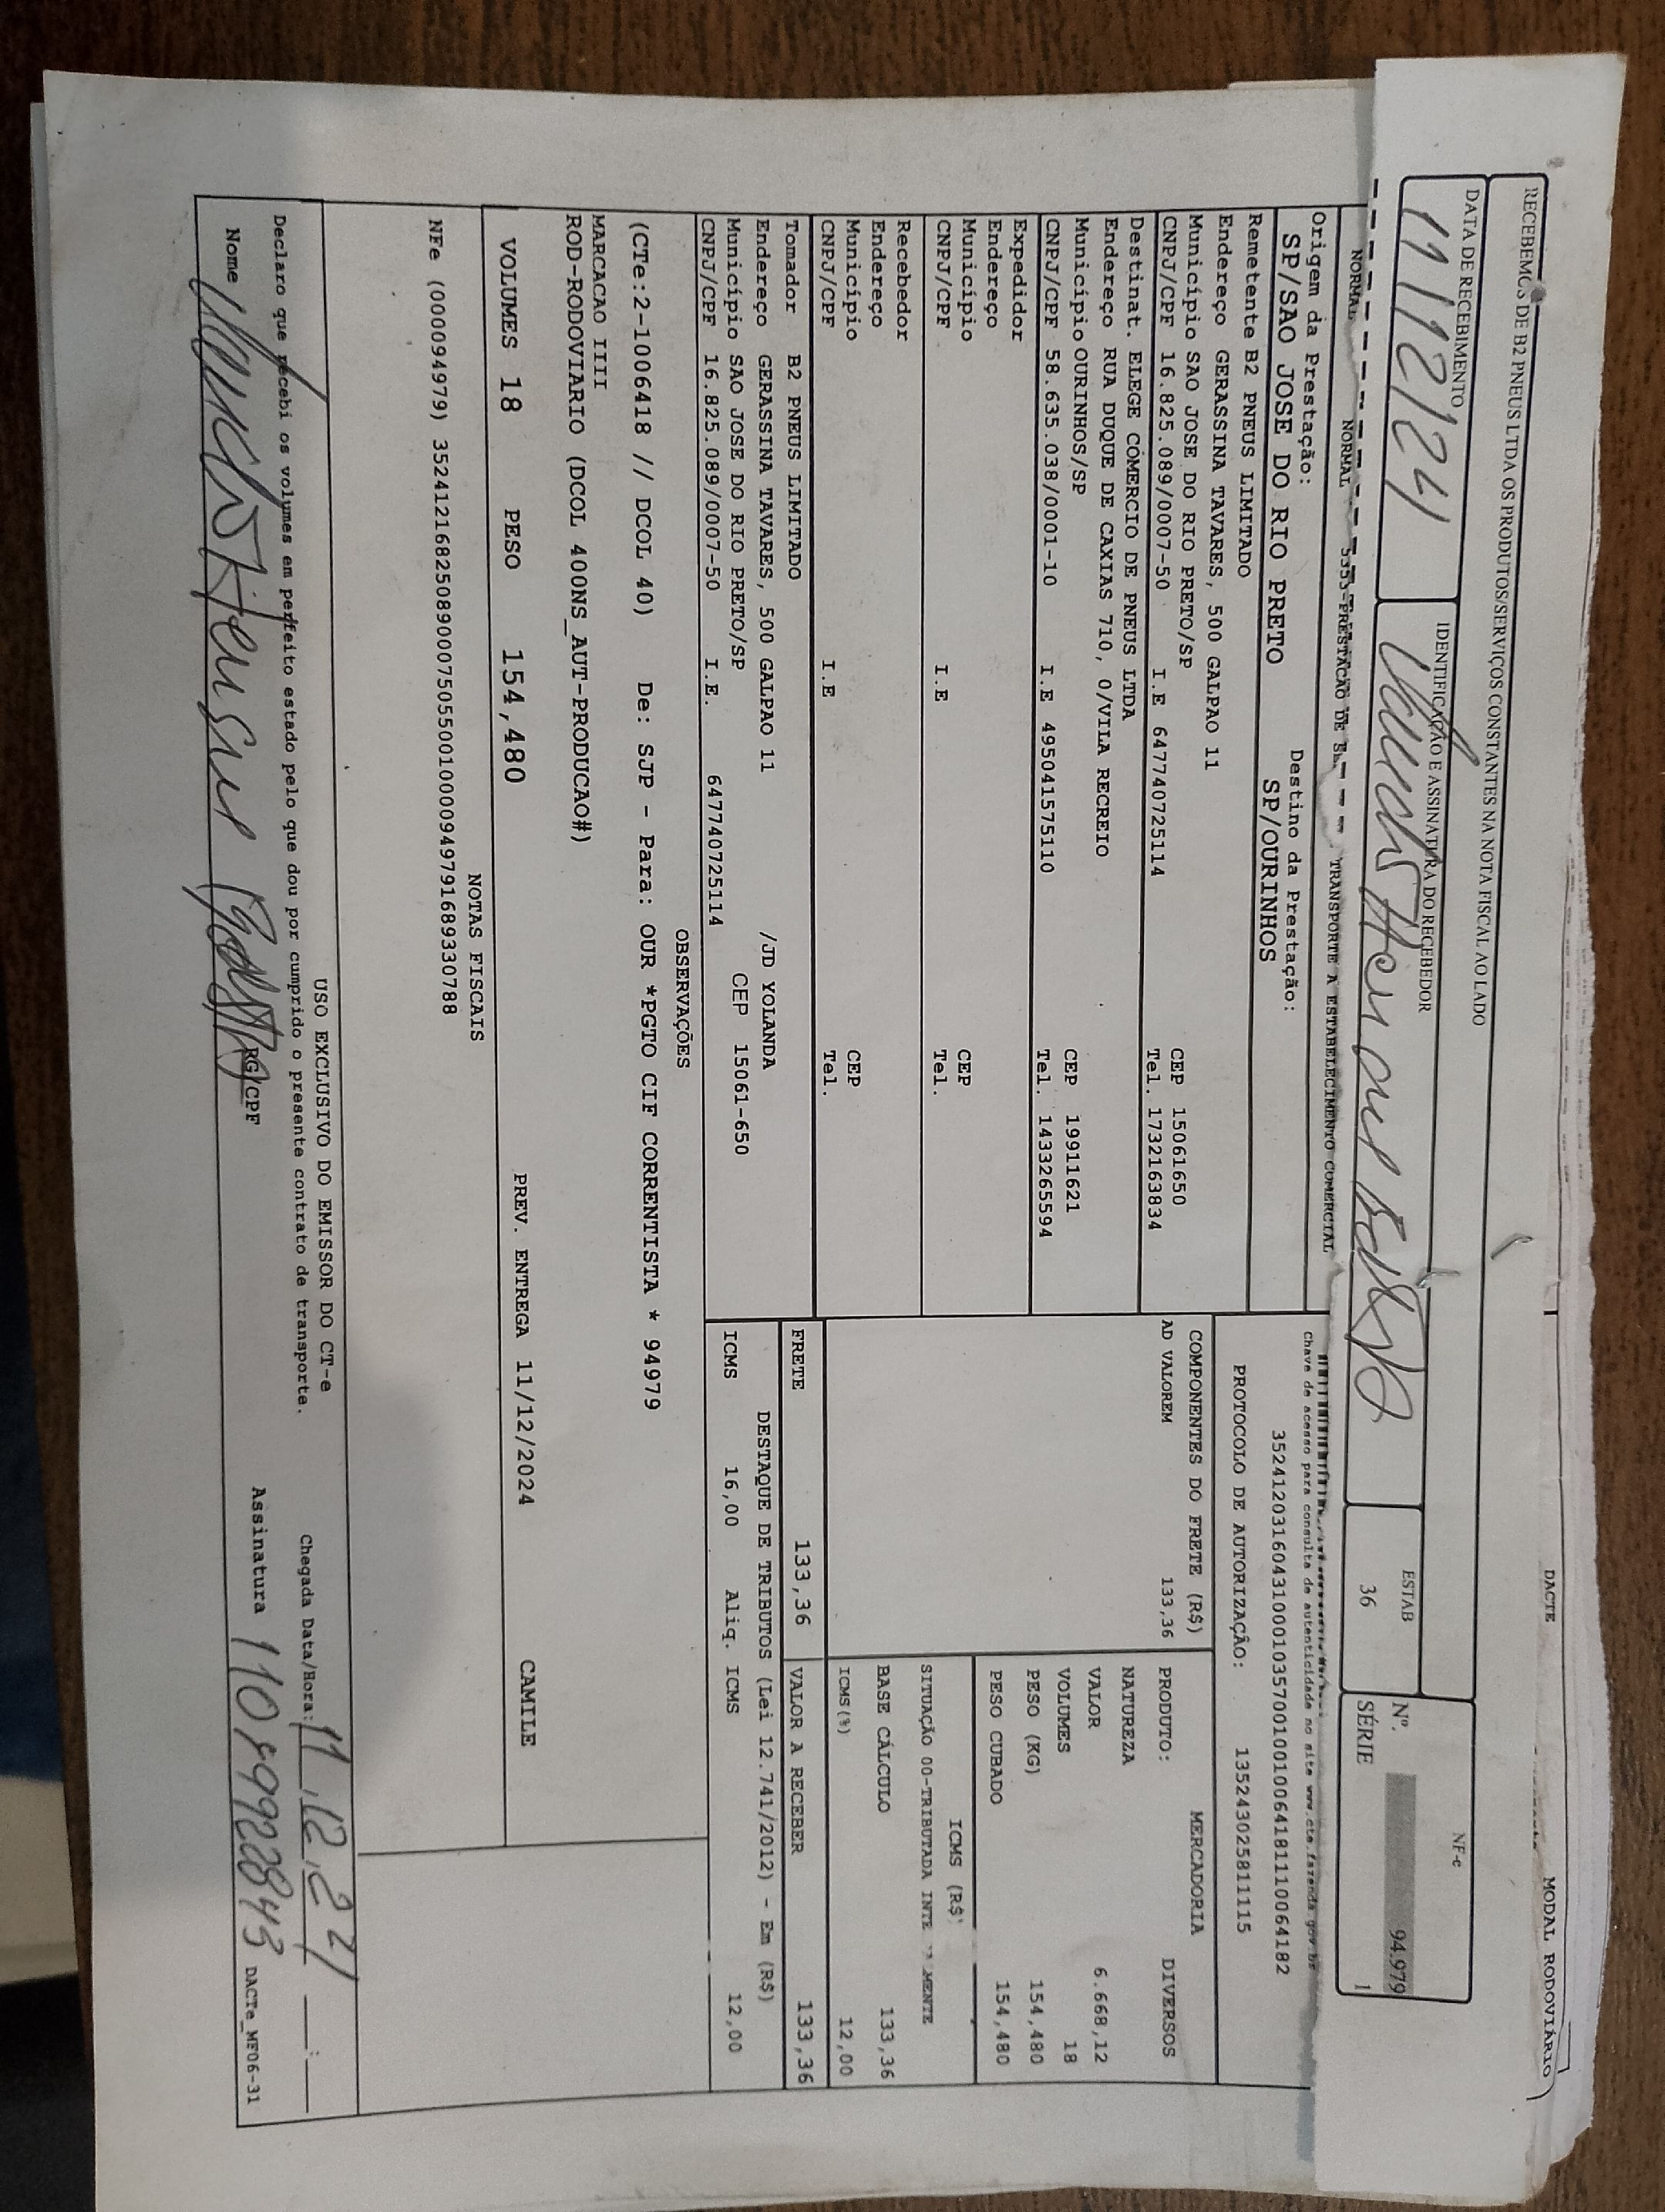 DACTE
MODAL RODOVIÁRIO
RECEBEMOS DE B2 PNEUS LTDA OS PRODUTOS/SERVIÇOS CONSTANTES NA NOTA FISCAL AO LADO
DATA DE RECEBIMENTO
11/12/24
IDENTIFICAÇÃO E ASSINATURA DO RECEBEDOR
ESTAB
36
NF-e
Nº. 94.979
SÉRIE 1
NORMAL NORMAL 5353-PRESTAÇÃO DE TRANSPORTE A ESTABELECIMENTO COMERCIAL
Chave de acesso para consulta de autenticidade no site www.cte.fazenda.gov.br
35241203160431000103570010010064181110064182
PROTOCOLO DE AUTORIZAÇÃO: 135243025811115
Origem da Prestação:
SP/SAO JOSE DO RIO PRETO
Destino da Prestação:
SP/OURINHOS
Remetente B2 PNEUS LIMITADO
Endereço GERASSINA TAVARES, 500 GALPAO 11
Município SAO JOSE DO RIO PRETO/SP CEP 15061650
CNPJ/CPF 16.825.089/0007-50 I.E 647740725114 Tel. 1732163834
Destinat. ELEGE COMERCIO DE PNEUS LTDA
Endereço RUA DUQUE DE CAXIAS 710, 0/VILA RECREIO
Município OURINHOS/SP CEP 19911621
CNPJ/CPF 58.635.038/0001-10 I.E 495041575110 Tel. 1433265594
Expedidor
Endereço
Município CEP
CNPJ/CPF I.E Tel.
Recebedor
Endereço
Município CEP
CNPJ/CPF I.E Tel.
Tomador B2 PNEUS LIMITADO
Endereço GERASSINA TAVARES, 500 GALPAO 11 /JD YOLANDA
Município SAO JOSE DO RIO PRETO/SP CEP 15061-650
CNPJ/CPF 16.825.089/0007-50 I.E. 647740725114
COMPONENTES DO FRETE (R$)
AD VALOREM 133,36
MERCADORIA
PRODUTO: DIVERSOS
NATUREZA
VALOR 6.668,12
VOLUMES 18
PESO (KG) 154,480
PESO CUBADO 154,480
ICMS (R$)
SITUAÇÃO 00-TRIBUTADA INTE MENTE
BASE CÁLCULO 133,36
ICMS(%) 12,00
FRETE 133,36
VALOR A RECEBER 133,36
DESTAQUE DE TRIBUTOS (Lei 12.741/2012) - Em (R$)
ICMS 16,00 Aliq. ICMS 12,00
OBSERVAÇÕES
(CTe:2-1006418 // DCOL 40) De: SJP - Para: OUR *PGTO CIF CORRENTISTA * 94979
MARCACAO IIII
ROD-RODOVIARIO (DCOL 400NS_AUT-PRODUCAO#)
VOLUMES 18 PESO 154,480 PREV. ENTREGA 11/12/2024 CAMILE
NOTAS FISCAIS
NFe (000094979) 35241216825089000750550010000949791689330788
USO EXCLUSIVO DO EMISSOR DO CT-e
Declaro que recebi os volumes em perfeito estado pelo que dou por cumprido o presente contrato de transporte.
Chegada Data/Hora: 11.12.24
Nome
RG/CPF
Assinatura
DACTe_MF06-31